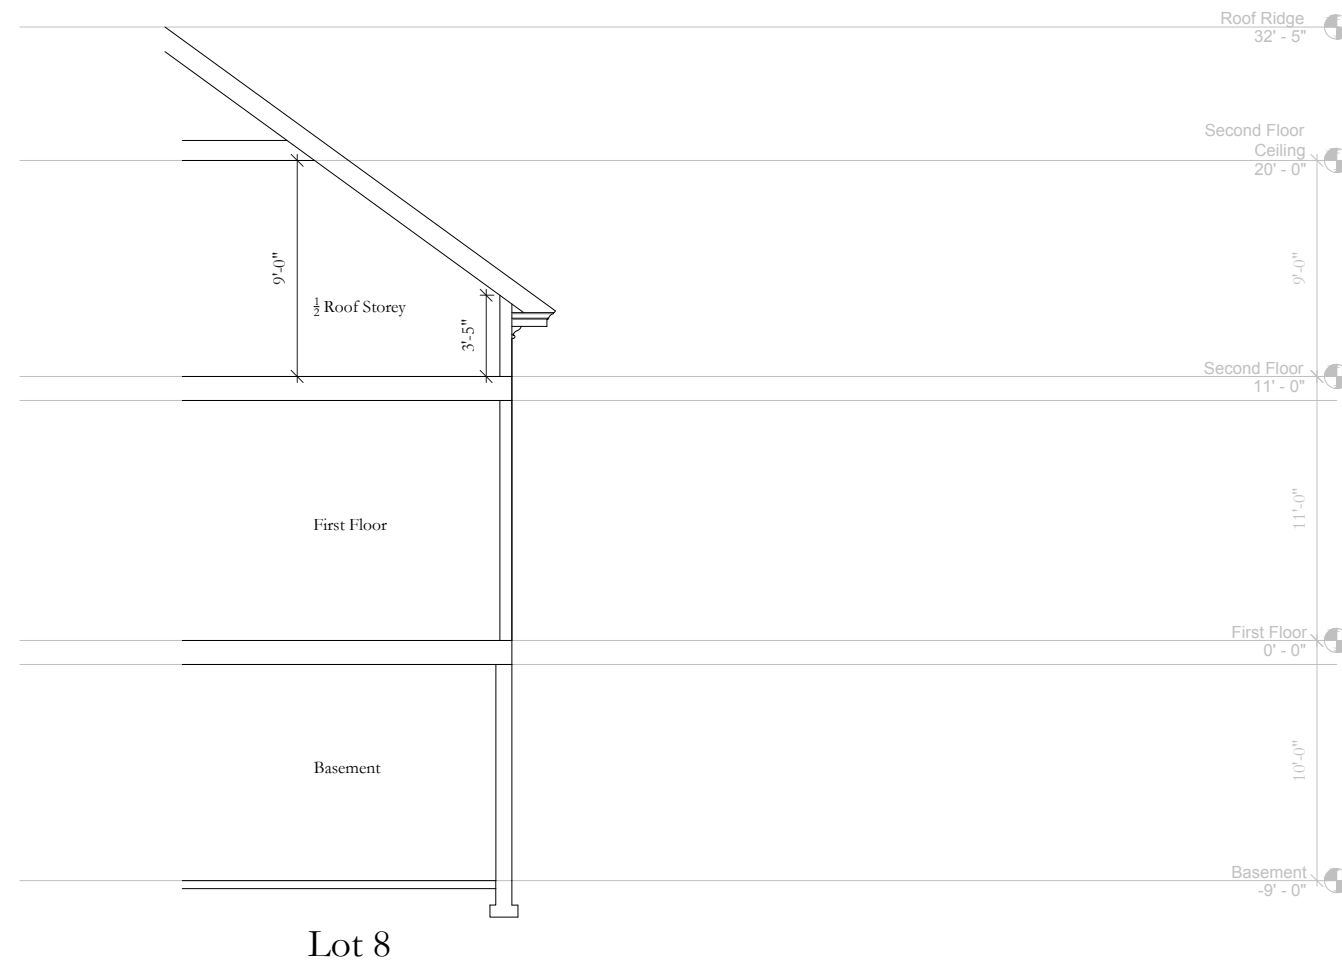 Roof Ridge
32' - 5"
Second Floor
Ceiling
20' - 0"
9'-0"
9'-0"
½ Roof Storey
3'-5"
Second Floor
11' - 0"
11'-0"
First Floor
First Floor
0' - 0"
10'-0"
Basement
Basement
-9' - 0"
Lot 8